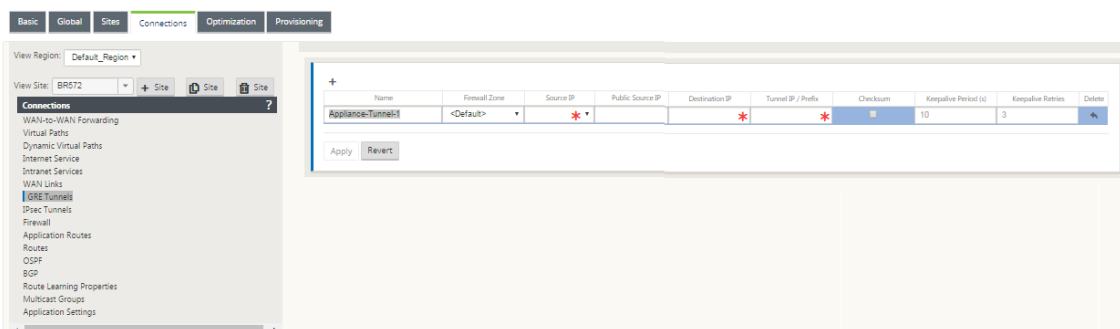 Basic Global Sites Connections Optimization Provisioning
View Region: Default_Region
View Site: BR572 + Site Site Site
Connections ?
WAN-to-WAN Forwarding
Virtual Paths
Dynamic Virtual Paths
Internet Service
Intranet Services
WAN Links
GRE Tunnels
IPsec Tunnels
Firewall
Application Routes
Routes
OSPF
BGP
Route Learning Properties
Multicast Groups
Application Settings
+
Name Firewall Zone Source IP Public Source IP Destination IP Tunnel IP / Prefix Checksum Keepalive Period (s) Keepalive Retries Delete
Appliance-Tunnel-1 <Default> * * * 10 3
Apply Revert